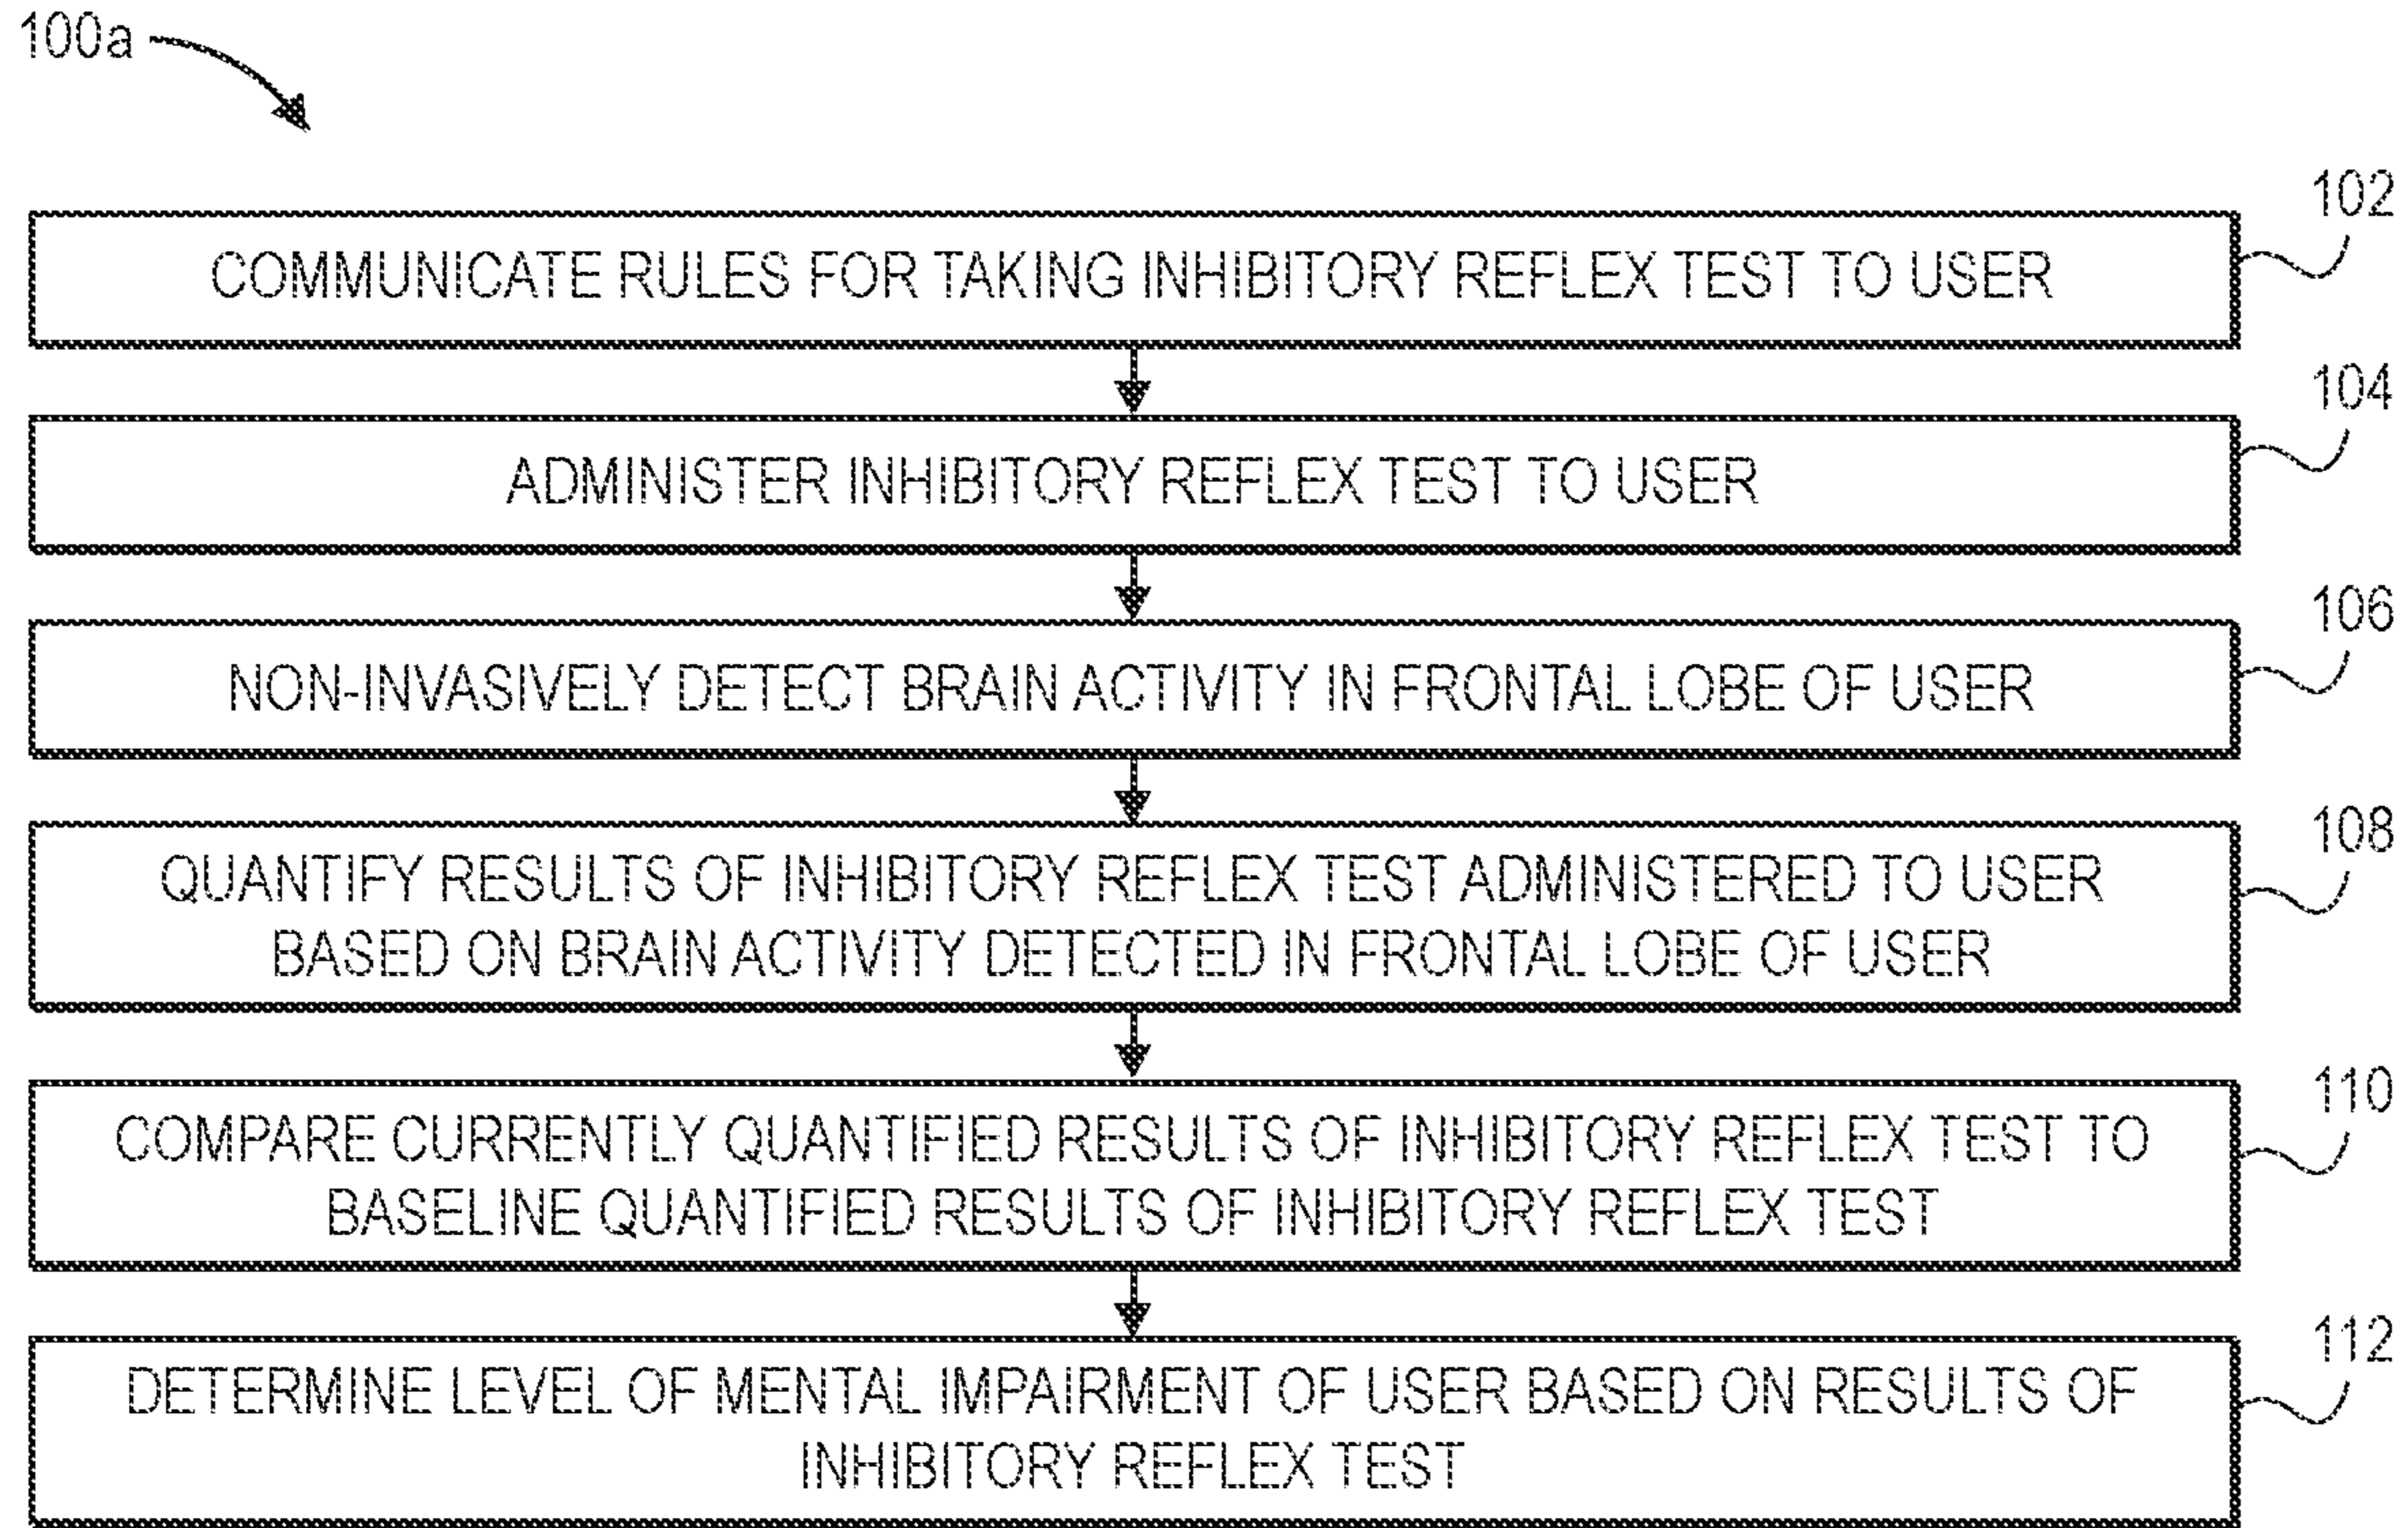 100a
102
COMMUNICATE RULES FOR TAKING INHIBITORY REFLEX TEST TO USER
104
ADMINISTER INHIBITORY REFLEX TEST TO USER
106
NON-INVASIVELY DETECT BRAIN ACTIVITY IN FRONTAL LOBE OF USER
108
QUANTIFY RESULTS OF INHIBITORY REFLEX TEST ADMINISTERED TO USER
BASED ON BRAIN ACTIVITY DETECTED IN FRONTAL LOBE OF USER
110
COMPARE CURRENTLY QUANTIFIED RESULTS OF INHIBITORY REFLEX TEST TO
BASELINE QUANTIFIED RESULTS OF INHIBITORY REFLEX TEST
112
DETERMINE LEVEL OF MENTAL IMPAIRMENT OF USER BASED ON RESULTS OF
INHIBITORY REFLEX TEST